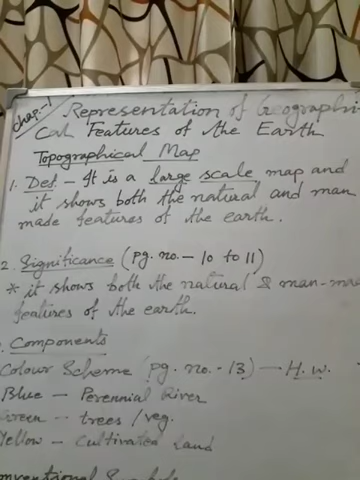 Chap.-1
Representation of Geographi
cal Features of the Earth
Topographical Map
1. Def. - It is a large scale map and
it shows both the natural and man
made features of the earth.
2. Significance (pg. no. - 10 to 11)
* it shows both the natural & man-ma
features of the earth.
. Components
Colour Scheme (pg. no. - 13) - H.w.
Blue - Perennial River
Green -- trees/veg.
Yellow - Cultivated land